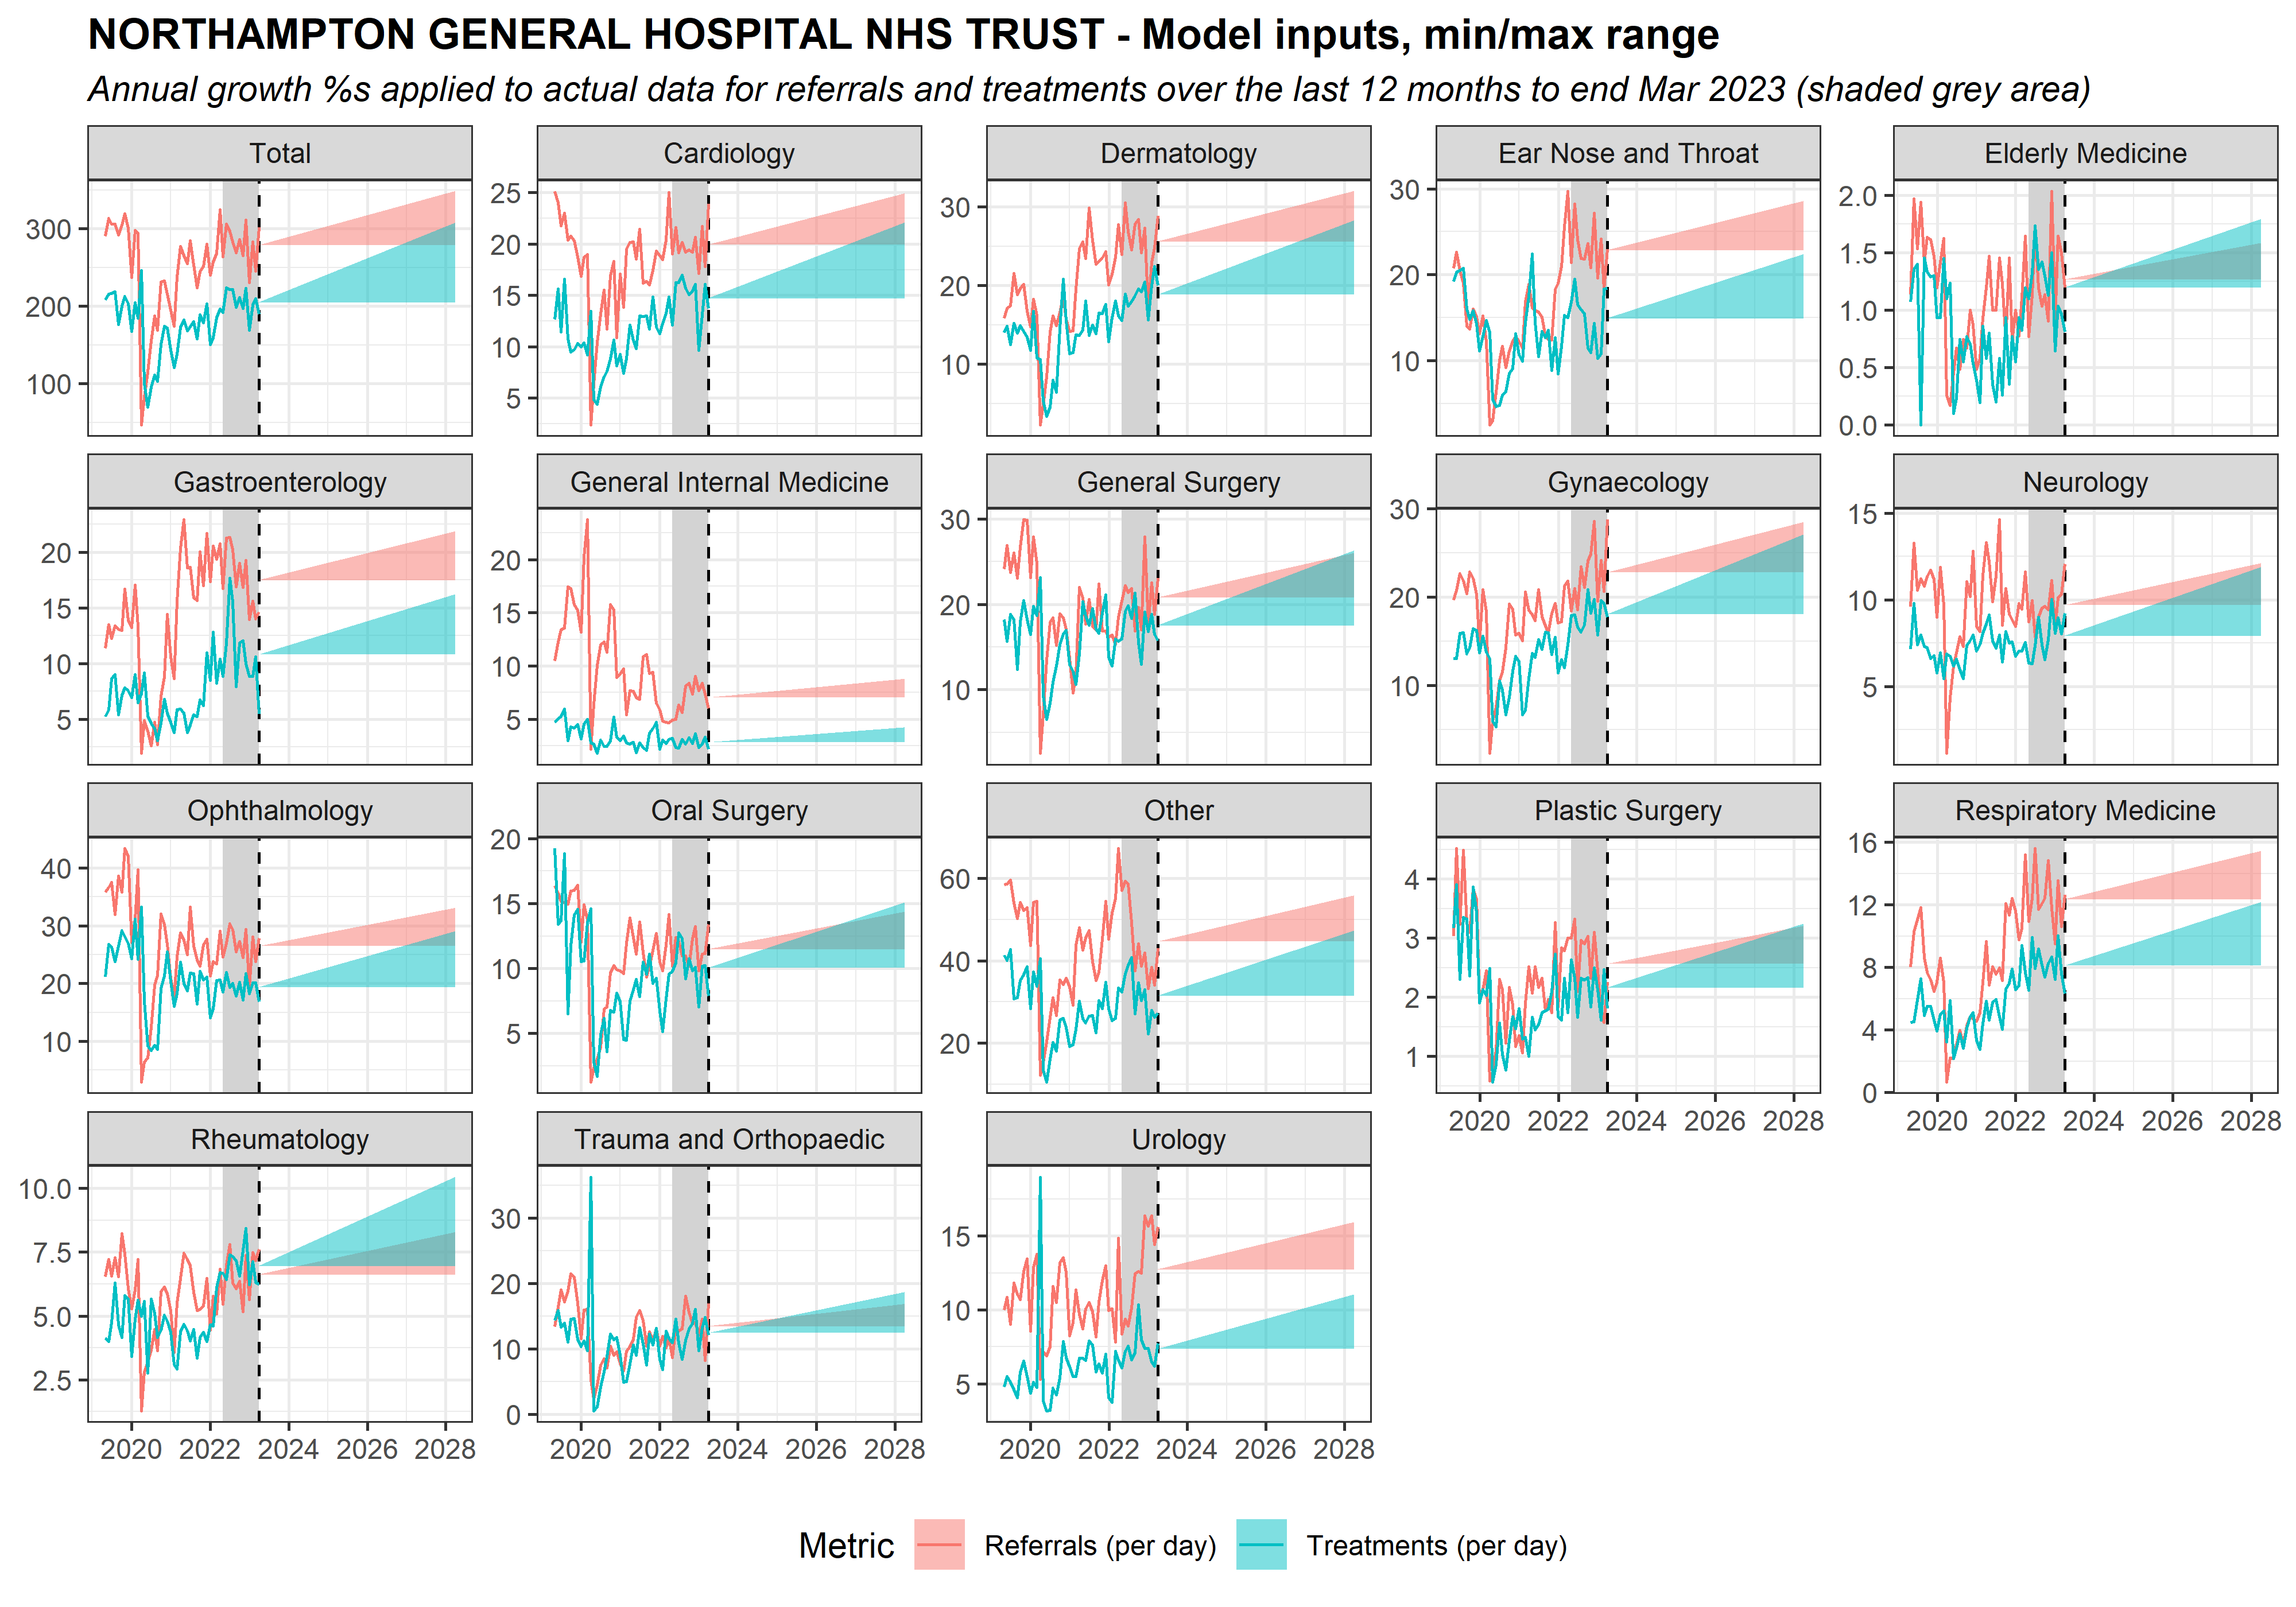 NORTHAMPTON GENERAL HOSPITAL NHS TRUST - Model inputs, min/max range
Annual growth %s applied to actual data for referrals and treatments over the last 12 months to end Mar 2023 (shaded grey area)
Total
Cardiology
Dermatology
Ear Nose and Throat
Elderly Medicine
300
200
100
25
20
15
10
5
30
20
10
30
20
10
2.0
1.5
1.0
0.5
0.0
Gastroenterology
General Internal Medicine
General Surgery
Gynaecology
Neurology
20
15
10
5
20
15
10
5
30
20
10
30
20
10
15
10
5
Ophthalmology
Oral Surgery
Other
Plastic Surgery
Respiratory Medicine
40
30
20
10
20
15
10
5
60
40
20
4
3
2
1
16
12
8
4
0
2020 2022 2024 2026 2028
2020 2022 2024 2026 2028
Rheumatology
Trauma and Orthopaedic
Urology
10.0
7.5
5.0
2.5
30
20
10
0
15
10
5
2020 2022 2024 2026 2028
2020 2022 2024 2026 2028
2020 2022 2024 2026 2028
Metric Referrals (per day) Treatments (per day)